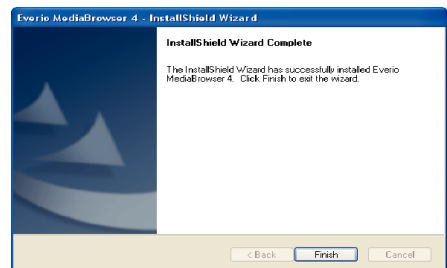 Everio MediaBrowser 4 - InstallShield Wizard
InstallShield Wizard Complete
The InstallShield Wizard has successfully installed Everio
MediaBrowser 4. Click Finish to exit the wizard.
< Back Finish Cancel